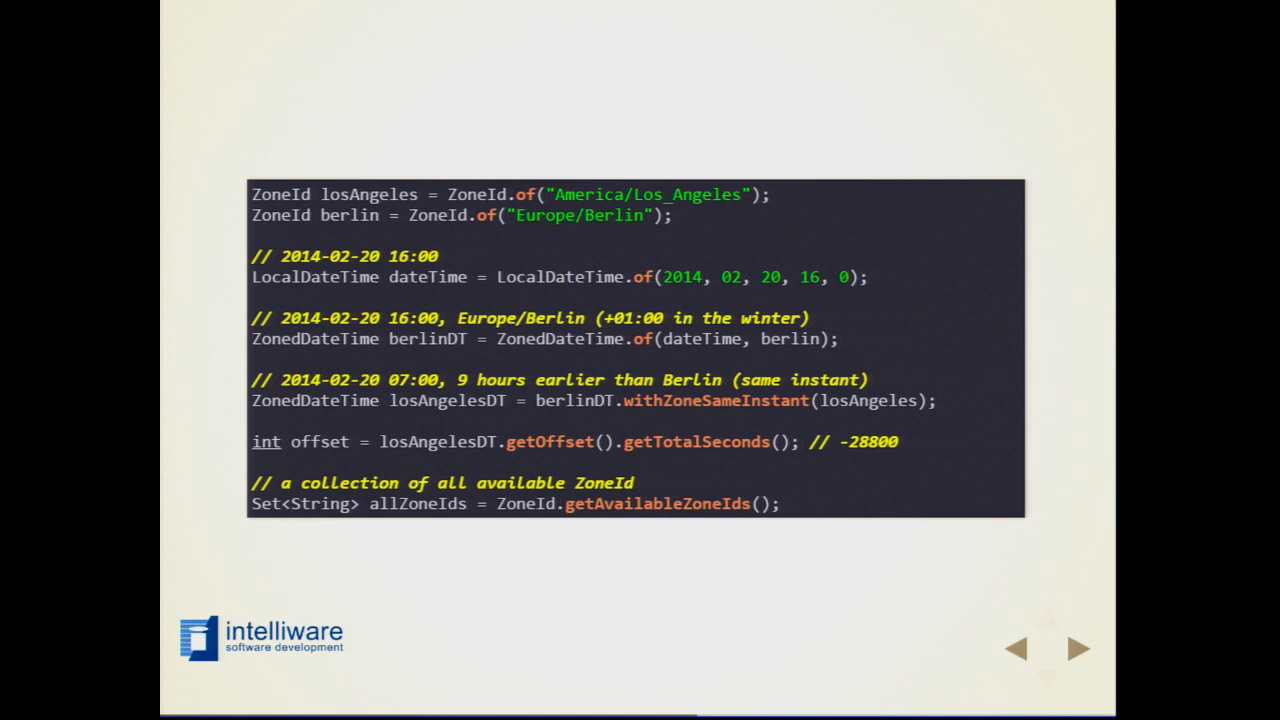 ZoneId losAngeles = ZoneId.of("America/Los_Angeles");
ZoneId berlin = ZoneId.of("Europe/Berlin");
// 2014-02-20 16:00
LocalDateTime dateTime = LocalDateTime.of(2014, 02, 20, 16, 0);
// 2014-02-20 16:00, Europe/Berlin (+01:00 in the winter)
ZonedDateTime berlinDT = ZonedDateTime.of(dateTime, berlin);
// 2014-02-20 07:00, 9 hours earlier than Berlin (same instant)
ZonedDateTime losAngelesDT = berlinDT.withZoneSameInstant(losAngeles);
int offset = losAngelesDT.getOffset().getTotalSeconds(); // -28800
// a collection of all available ZoneId
Set<String> allZoneIds = ZoneId.getAvailableZoneIds();
intelliware
software development